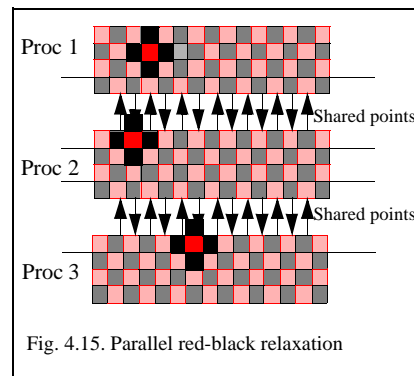 Proc 1
Shared points
Proc 2
Shared points
Proc 3
Fig. 4.15. Parallel red-black relaxation